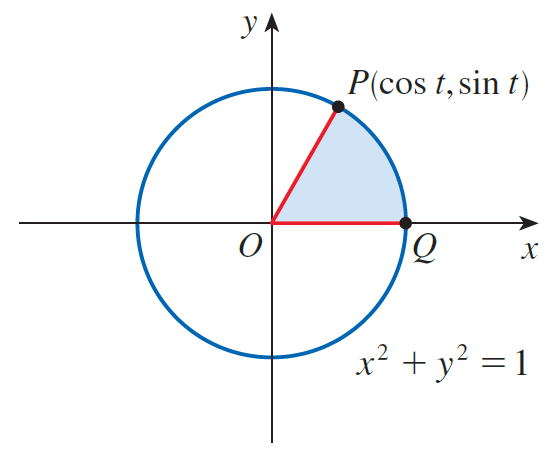 y
P(cos t, sin t)
O
Q
x
x² + y² = 1